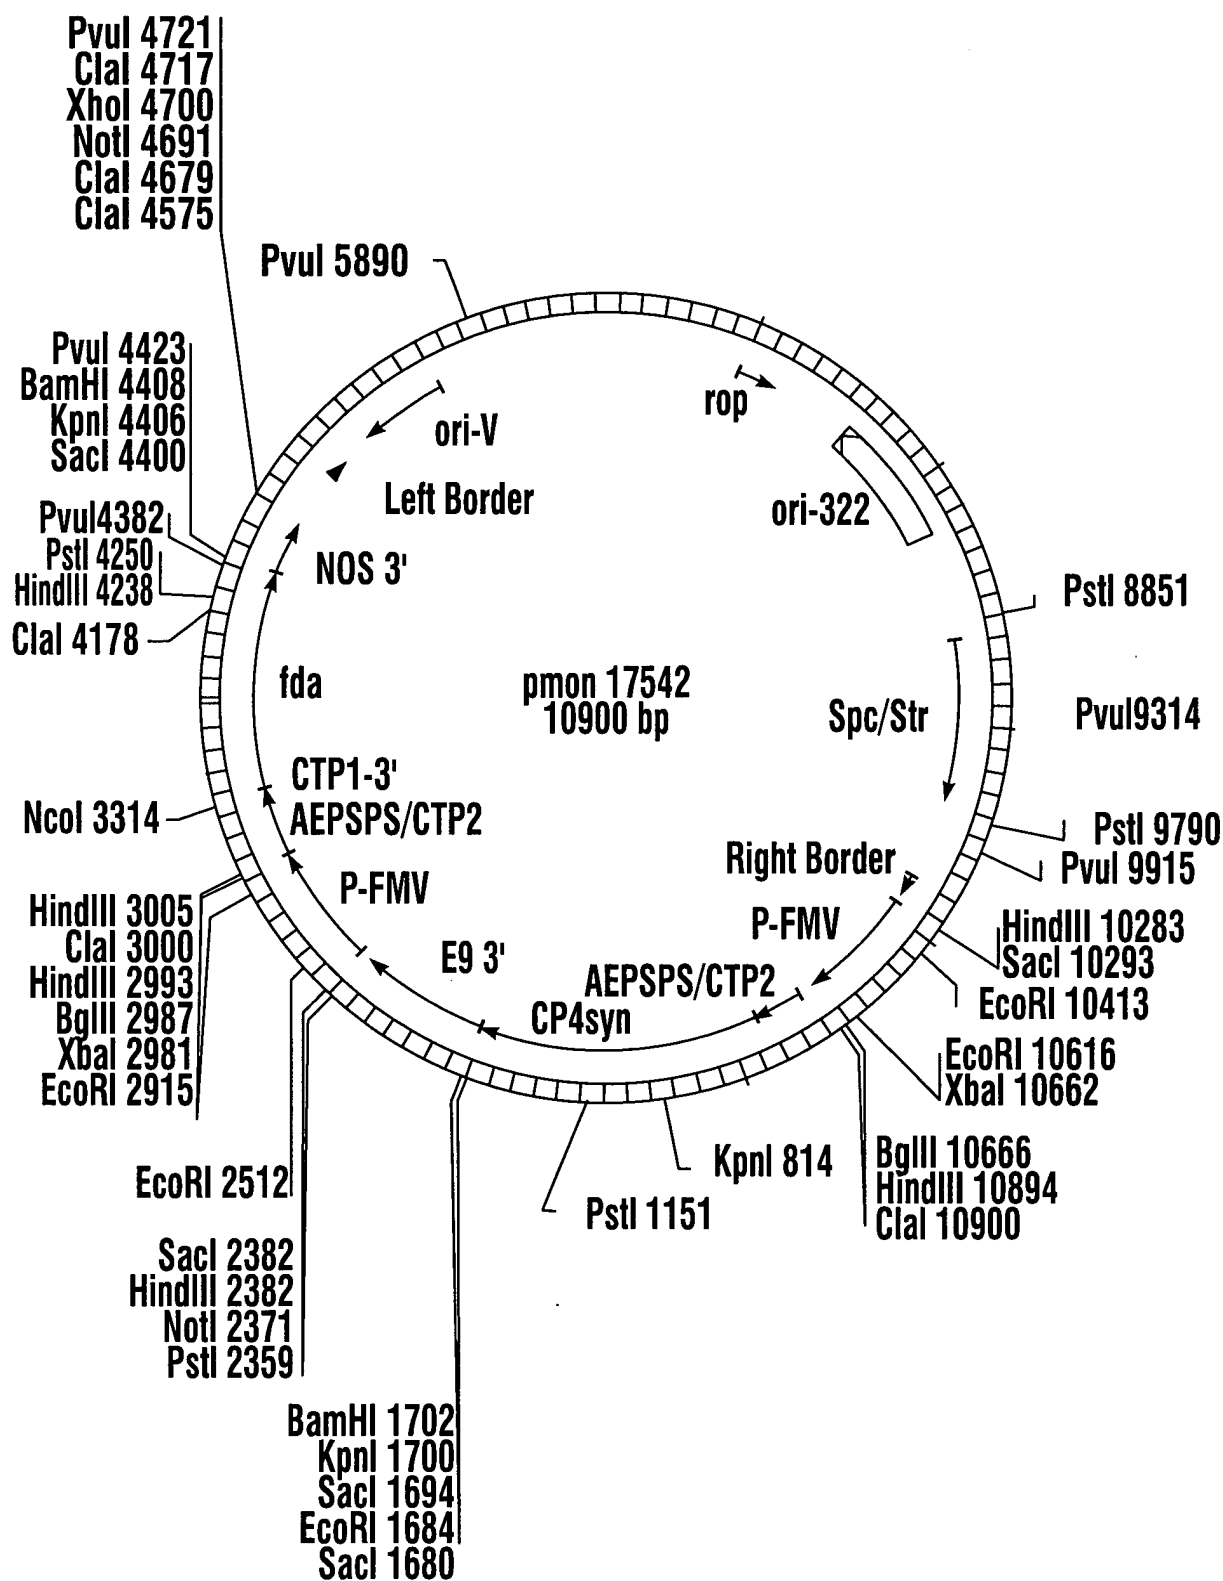 PvuI 4721
ClaI 4717
XhoI 4700
NotI 4691
ClaI 4679
ClaI 4575
PvuI 5890
PvuI 4423
BamHI 4408
KpnI 4406
SacI 4400
PvuI4382
PstI 4250
HindIII 4238
ClaI 4178
NcoI 3314
HindIII 3005
ClaI 3000
HindIII 2993
BglII 2987
XbaI 2981
EcoRI 2915
EcoRI 2512
SacI 2382
HindIII 2382
NotI 2371
PstI 2359
BamHI 1702
KpnI 1700
SacI 1694
EcoRI 1684
SacI 1680
PstI 1151
KpnI 814
BglII 10666
HindIII 10894
ClaI 10900
EcoRI 10616
XbaI 10662
EcoRI 10413
HindIII 10283
SacI 10293
PvuI 9915
PstI 9790
PvuI9314
PstI 8851
rop
ori-322
ori-V
Left Border
NOS 3'
fda
pmon 17542
10900 bp
Spc/Str
CTP1-3'
AEPSPS/CTP2
P-FMV
E9 3'
CP4syn
AEPSPS/CTP2
P-FMV
Right Border